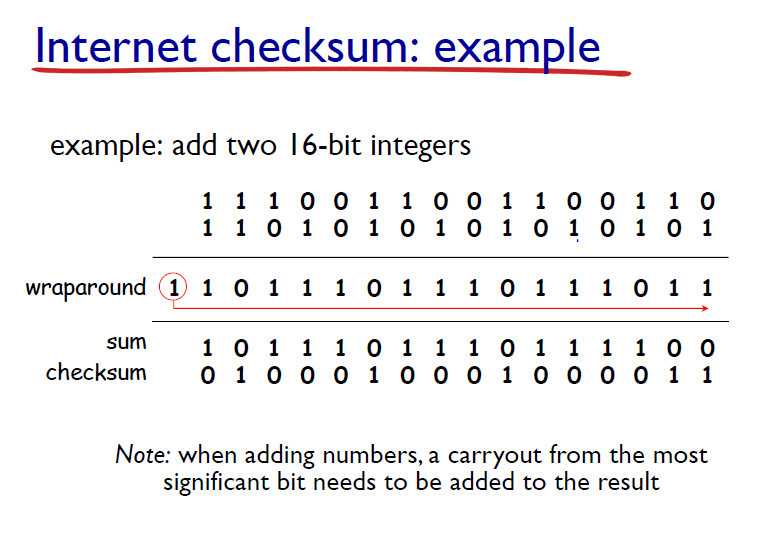 Internet checksum: example
example: add two 16-bit integers
1 1 1 0 0 1 1 0 0 1 1 0 0 1 1 0
1 1 0 1 0 1 0 1 0 1 0 1 0 1 0 1
wraparound 1 1 0 1 1 1 0 1 1 1 0 1 1 1 0 1 1
sum 1 0 1 1 1 0 1 1 1 0 1 1 1 1 0 0
checksum 0 1 0 0 0 1 0 0 0 1 0 0 0 0 1 1
Note: when adding numbers, a carryout from the most
significant bit needs to be added to the result